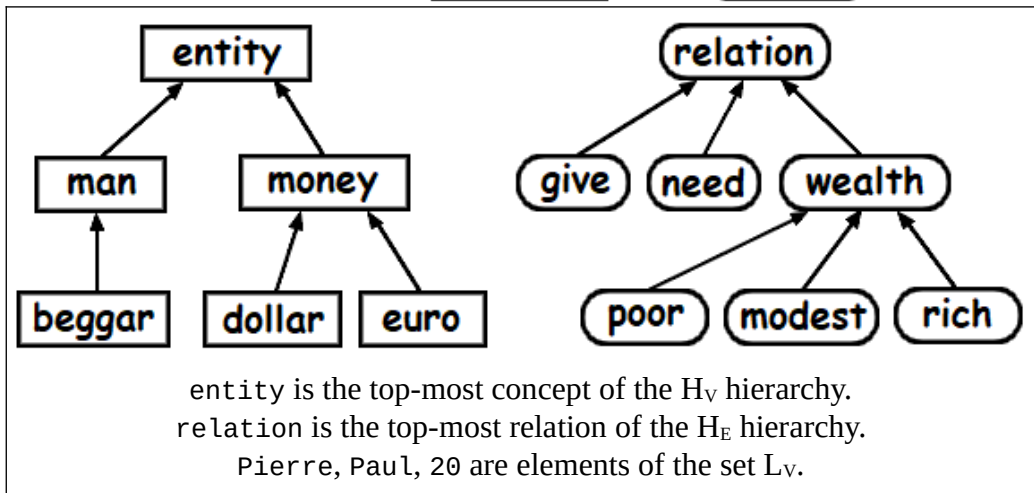 entity relation
man money give need wealth
beggar dollar euro poor modest rich
entity is the top-most concept of the HV hierarchy.
relation is the top-most relation of the HE hierarchy.
Pierre, Paul, 20 are elements of the set LV.